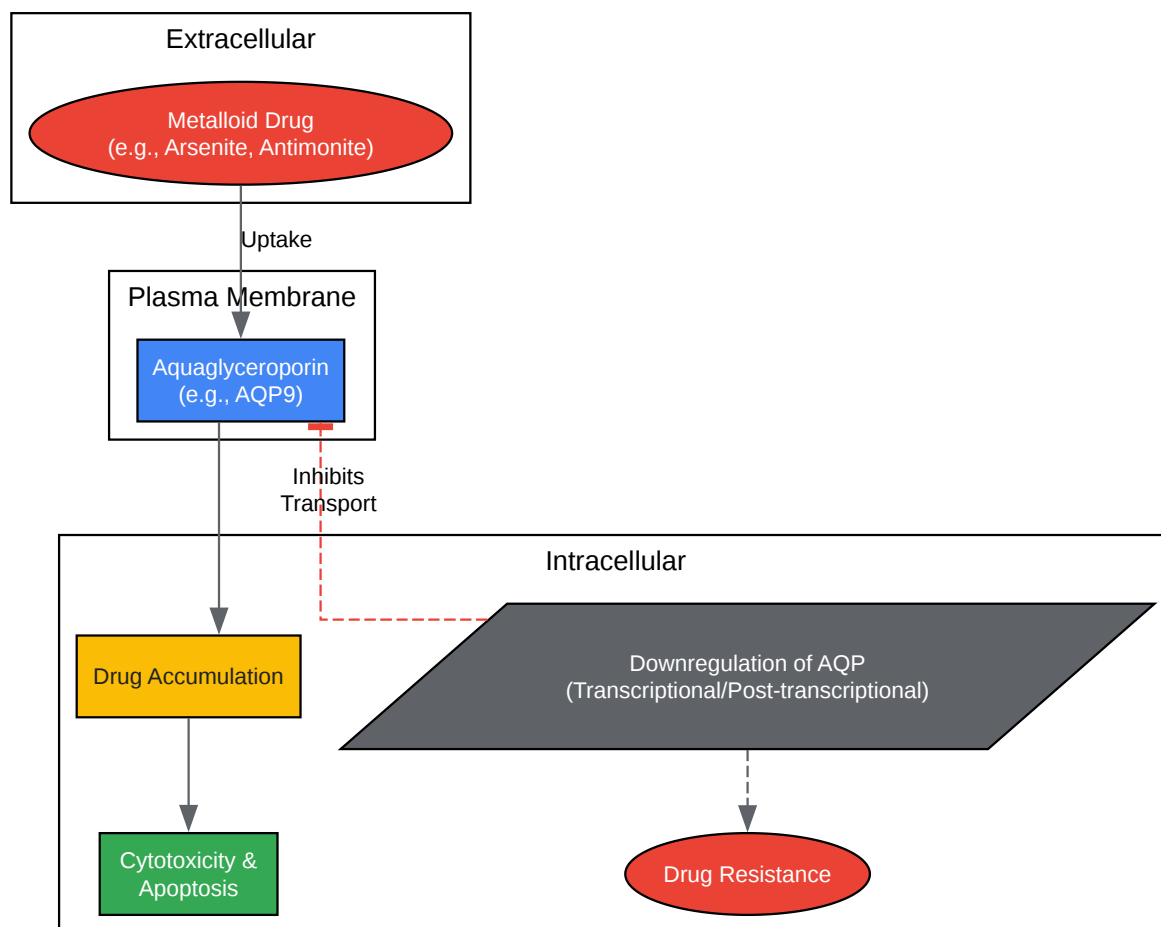 Extracellular
Metalloid Drug
(e.g., Arsenite, Antimonite)
Uptake
Plasma Membrane
Aquaglyceroporin
(e.g., AQP9)
Inhibits
Transport
Intracellular
Drug Accumulation
Downregulation of AQP
(Transcriptional/Post-transcriptional)
Cytotoxicity &
Apoptosis
Drug Resistance